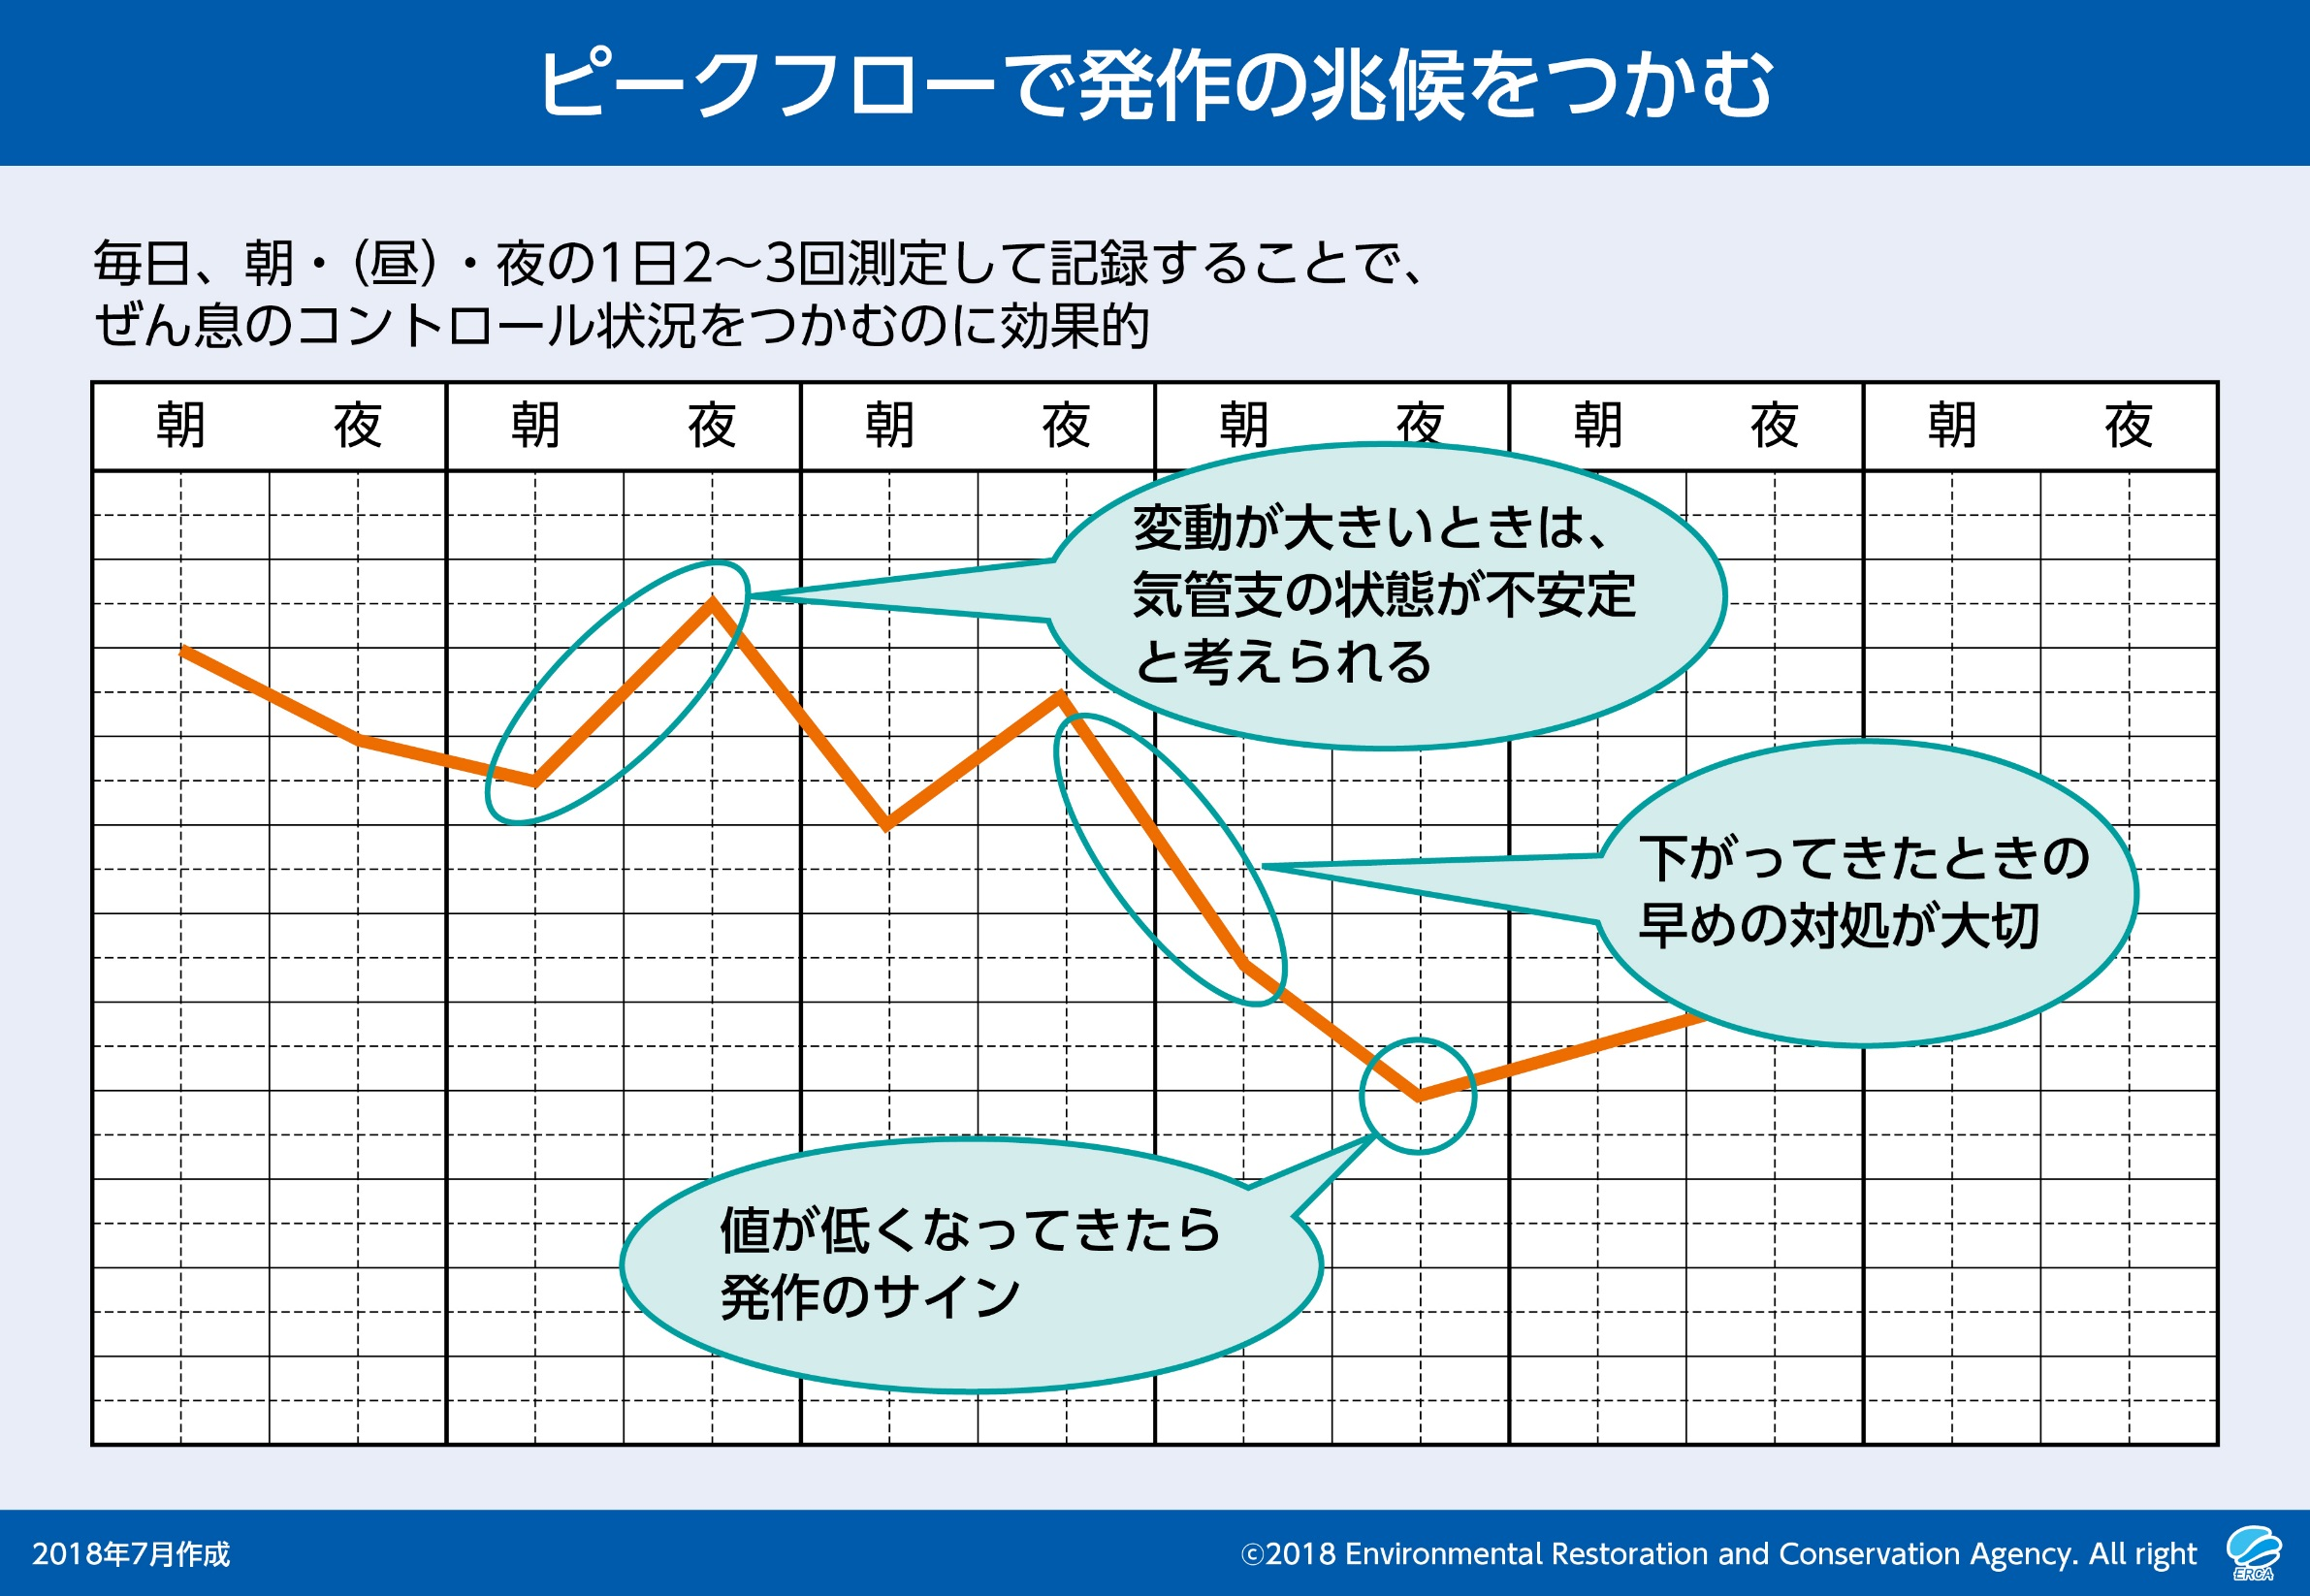 ピークフローで発作の兆候をつかむ
毎日、朝・（昼）・夜の1日2～3回測定して記録することで、
ぜん息のコントロール状況をつかむのに効果的
朝 夜 朝 夜 朝 夜 朝 夜 朝 夜 朝 夜
変動が大きいときは、
気管支の状態が不安定
と考えられる
下がってきたときの
早めの対処が大切
値が低くなってきたら
発作のサイン
2018年7月作成
©2018 Environmental Restoration and Conservation Agency. All right
ERCA